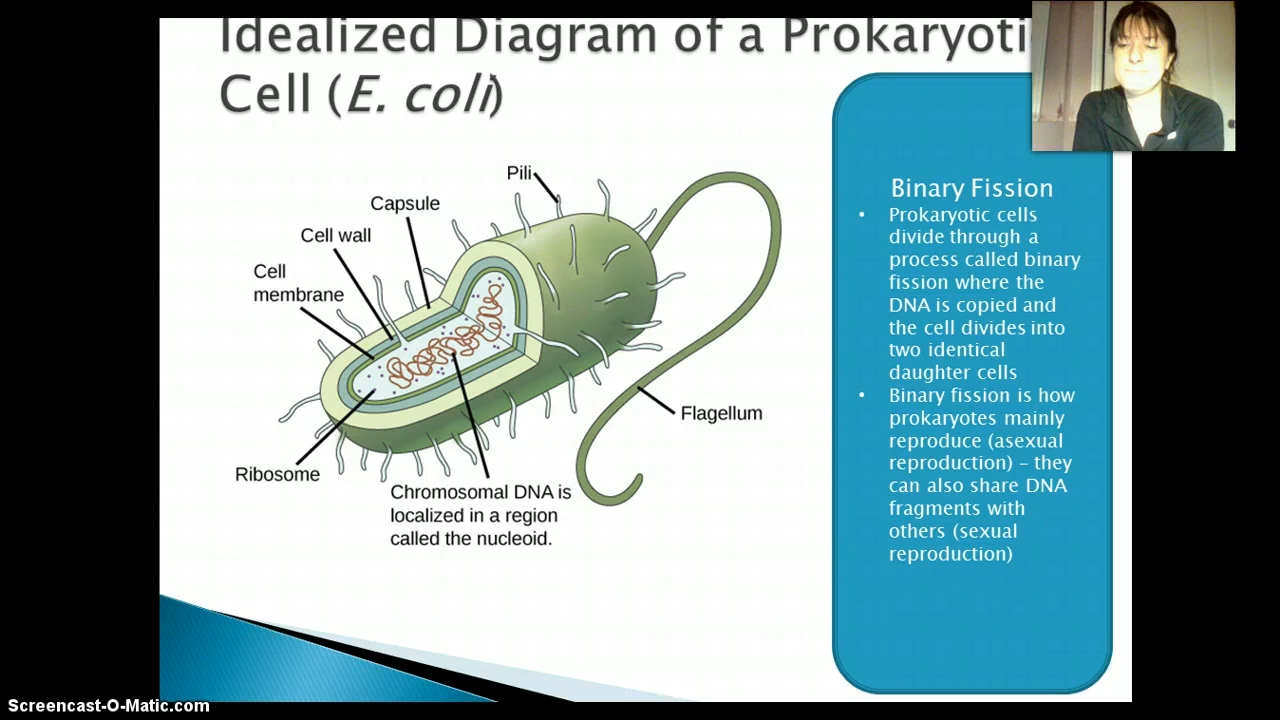 Idealized Diagram of a Prokaryoti
Cell (E. coli)
Pili
Capsule
Cell wall
Cell
membrane
Flagellum
Ribosome
Chromosomal DNA is
localized in a region
called the nucleoid.
Binary Fission
• Prokaryotic cells
divide through a
process called binary
fission where the
DNA is copied and
the cell divides into
two identical
daughter cells
• Binary fission is how
prokaryotes mainly
reproduce (asexual
reproduction) – they
can also share DNA
fragments with
others (sexual
reproduction)
Screencast-O-Matic.com